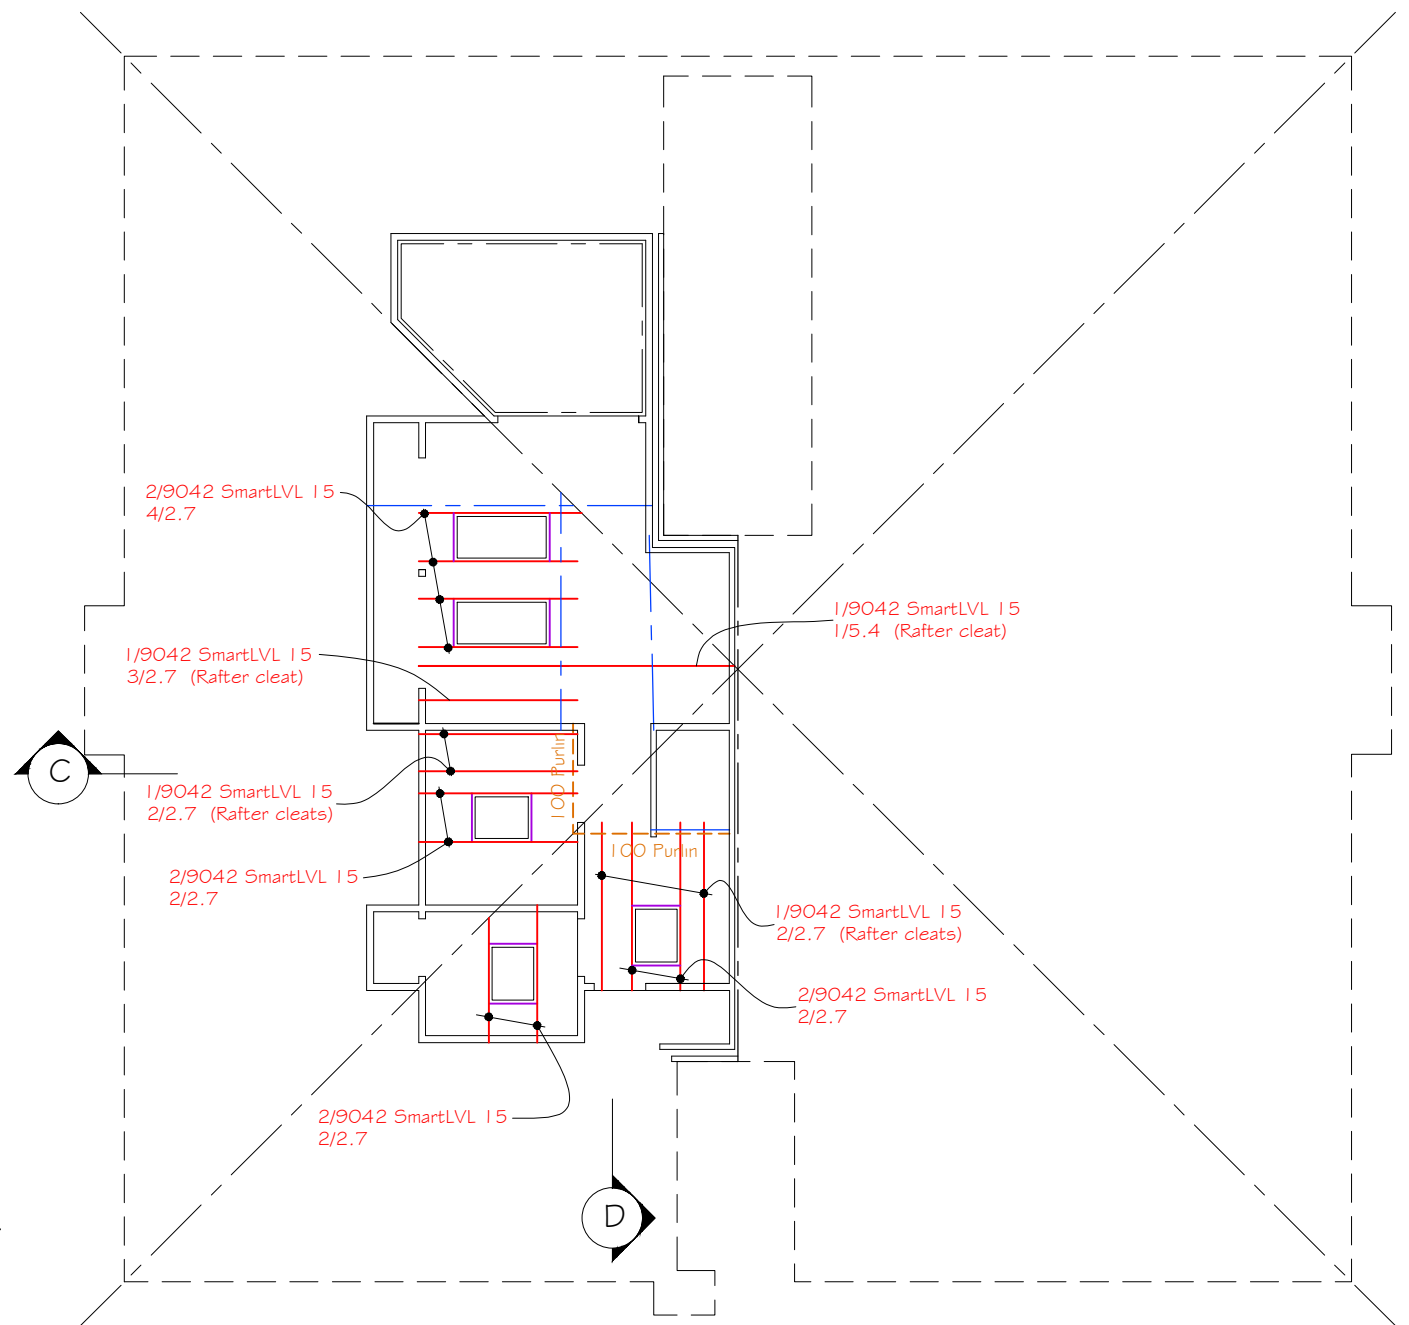 2/9042 SmartLVL 15
4/2.7
1/9042 SmartLVL 15
1/5.4 (Rafter cleat)
1/9042 SmartLVL 15
3/2.7 (Rafter cleat)
100 Purlin
C
1/9042 SmartLVL 15
2/2.7 (Rafter cleats)
100 Purlin
2/9042 SmartLVL 15
2/2.7
1/9042 SmartLVL 15
2/2.7 (Rafter cleats)
2/9042 SmartLVL 15
2/2.7
2/9042 SmartLVL 15
2/2.7
D